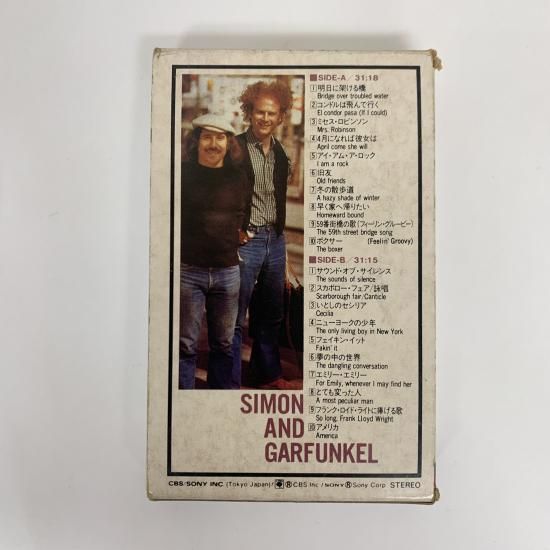 ■SIDE-A/31:18
1 明日に架ける橋
Bridge over troubled water
2 コンドルは飛んで行く
El condor pasa (If I could)
3 ミセス・ロビンソン
Mrs. Robinson
4 4月になれば彼女は
April come she will
5 アイ・アム・ア・ロック
I am a rock
6 旧友
Old friends
7 冬の散歩道
A hazy shade of winter
8 早く家へ帰りたい
Homeward bound
9 59番街橋の歌(フィーリン・グルービー)
The 59th street bridge song
(Feelin' Groovy)
10 ボクサー
The boxer
■SIDE-B/31:15
1 サウンド・オブ・サイレンス
The sounds of silence
2 スカボロー・フェア/詠唱
Scarborough fair/Canticle
3 いとしのセシリア
Cecilia
4 ニューヨークの少年
The only living boy in New York
5 フェイキン・イット
Fakin' it
6 夢の中の世界
The dangling conversation
7 エミリー・エミリー
For Emily, whenever I may find her
8 とても変った人
A most peculiar man
9 フランク・ロイド・ライトに捧げる歌
So long, Frank Lloyd Wright
10 アメリカ
America
SIMON
AND
GARFUNKEL
CBS/SONY INC. (Tokyo Japan)/ ® CBS Inc./SONY ® Sony Corp. STEREO